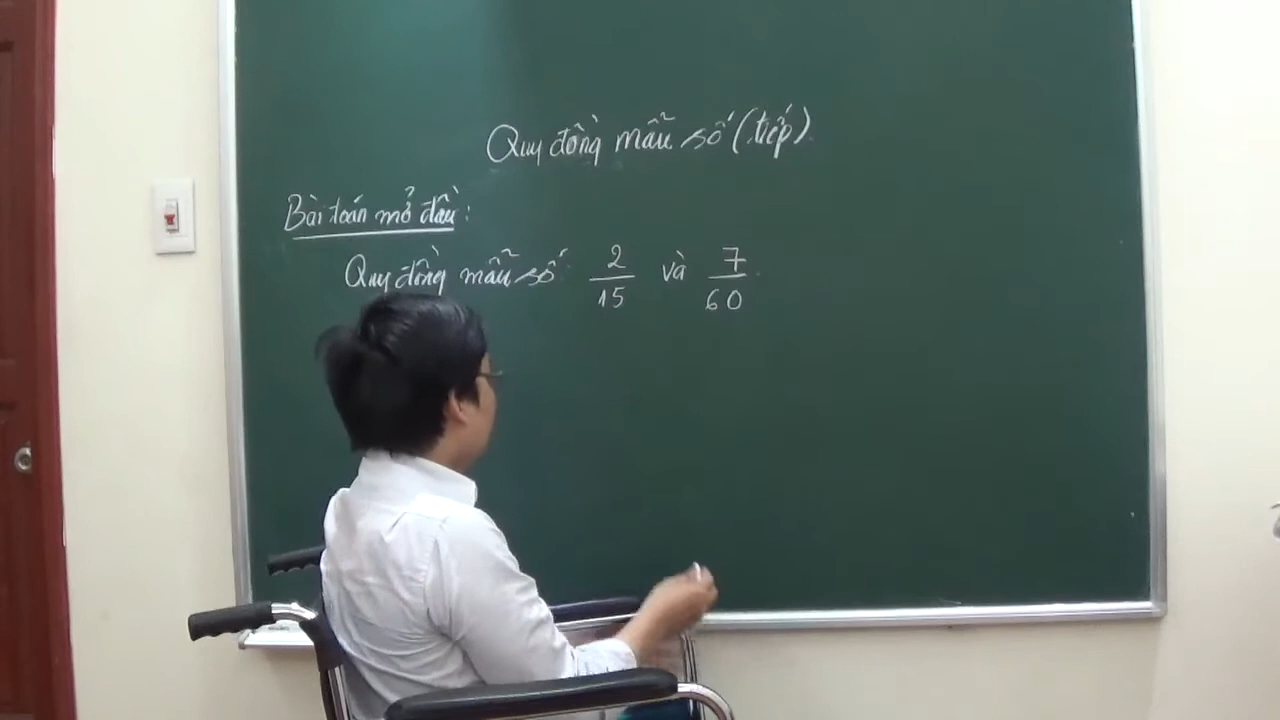 Quy đồng mẫu số (tiếp).
Bài toán mở đầu:
Quy đồng mẫu số 2/15 và 7/60.